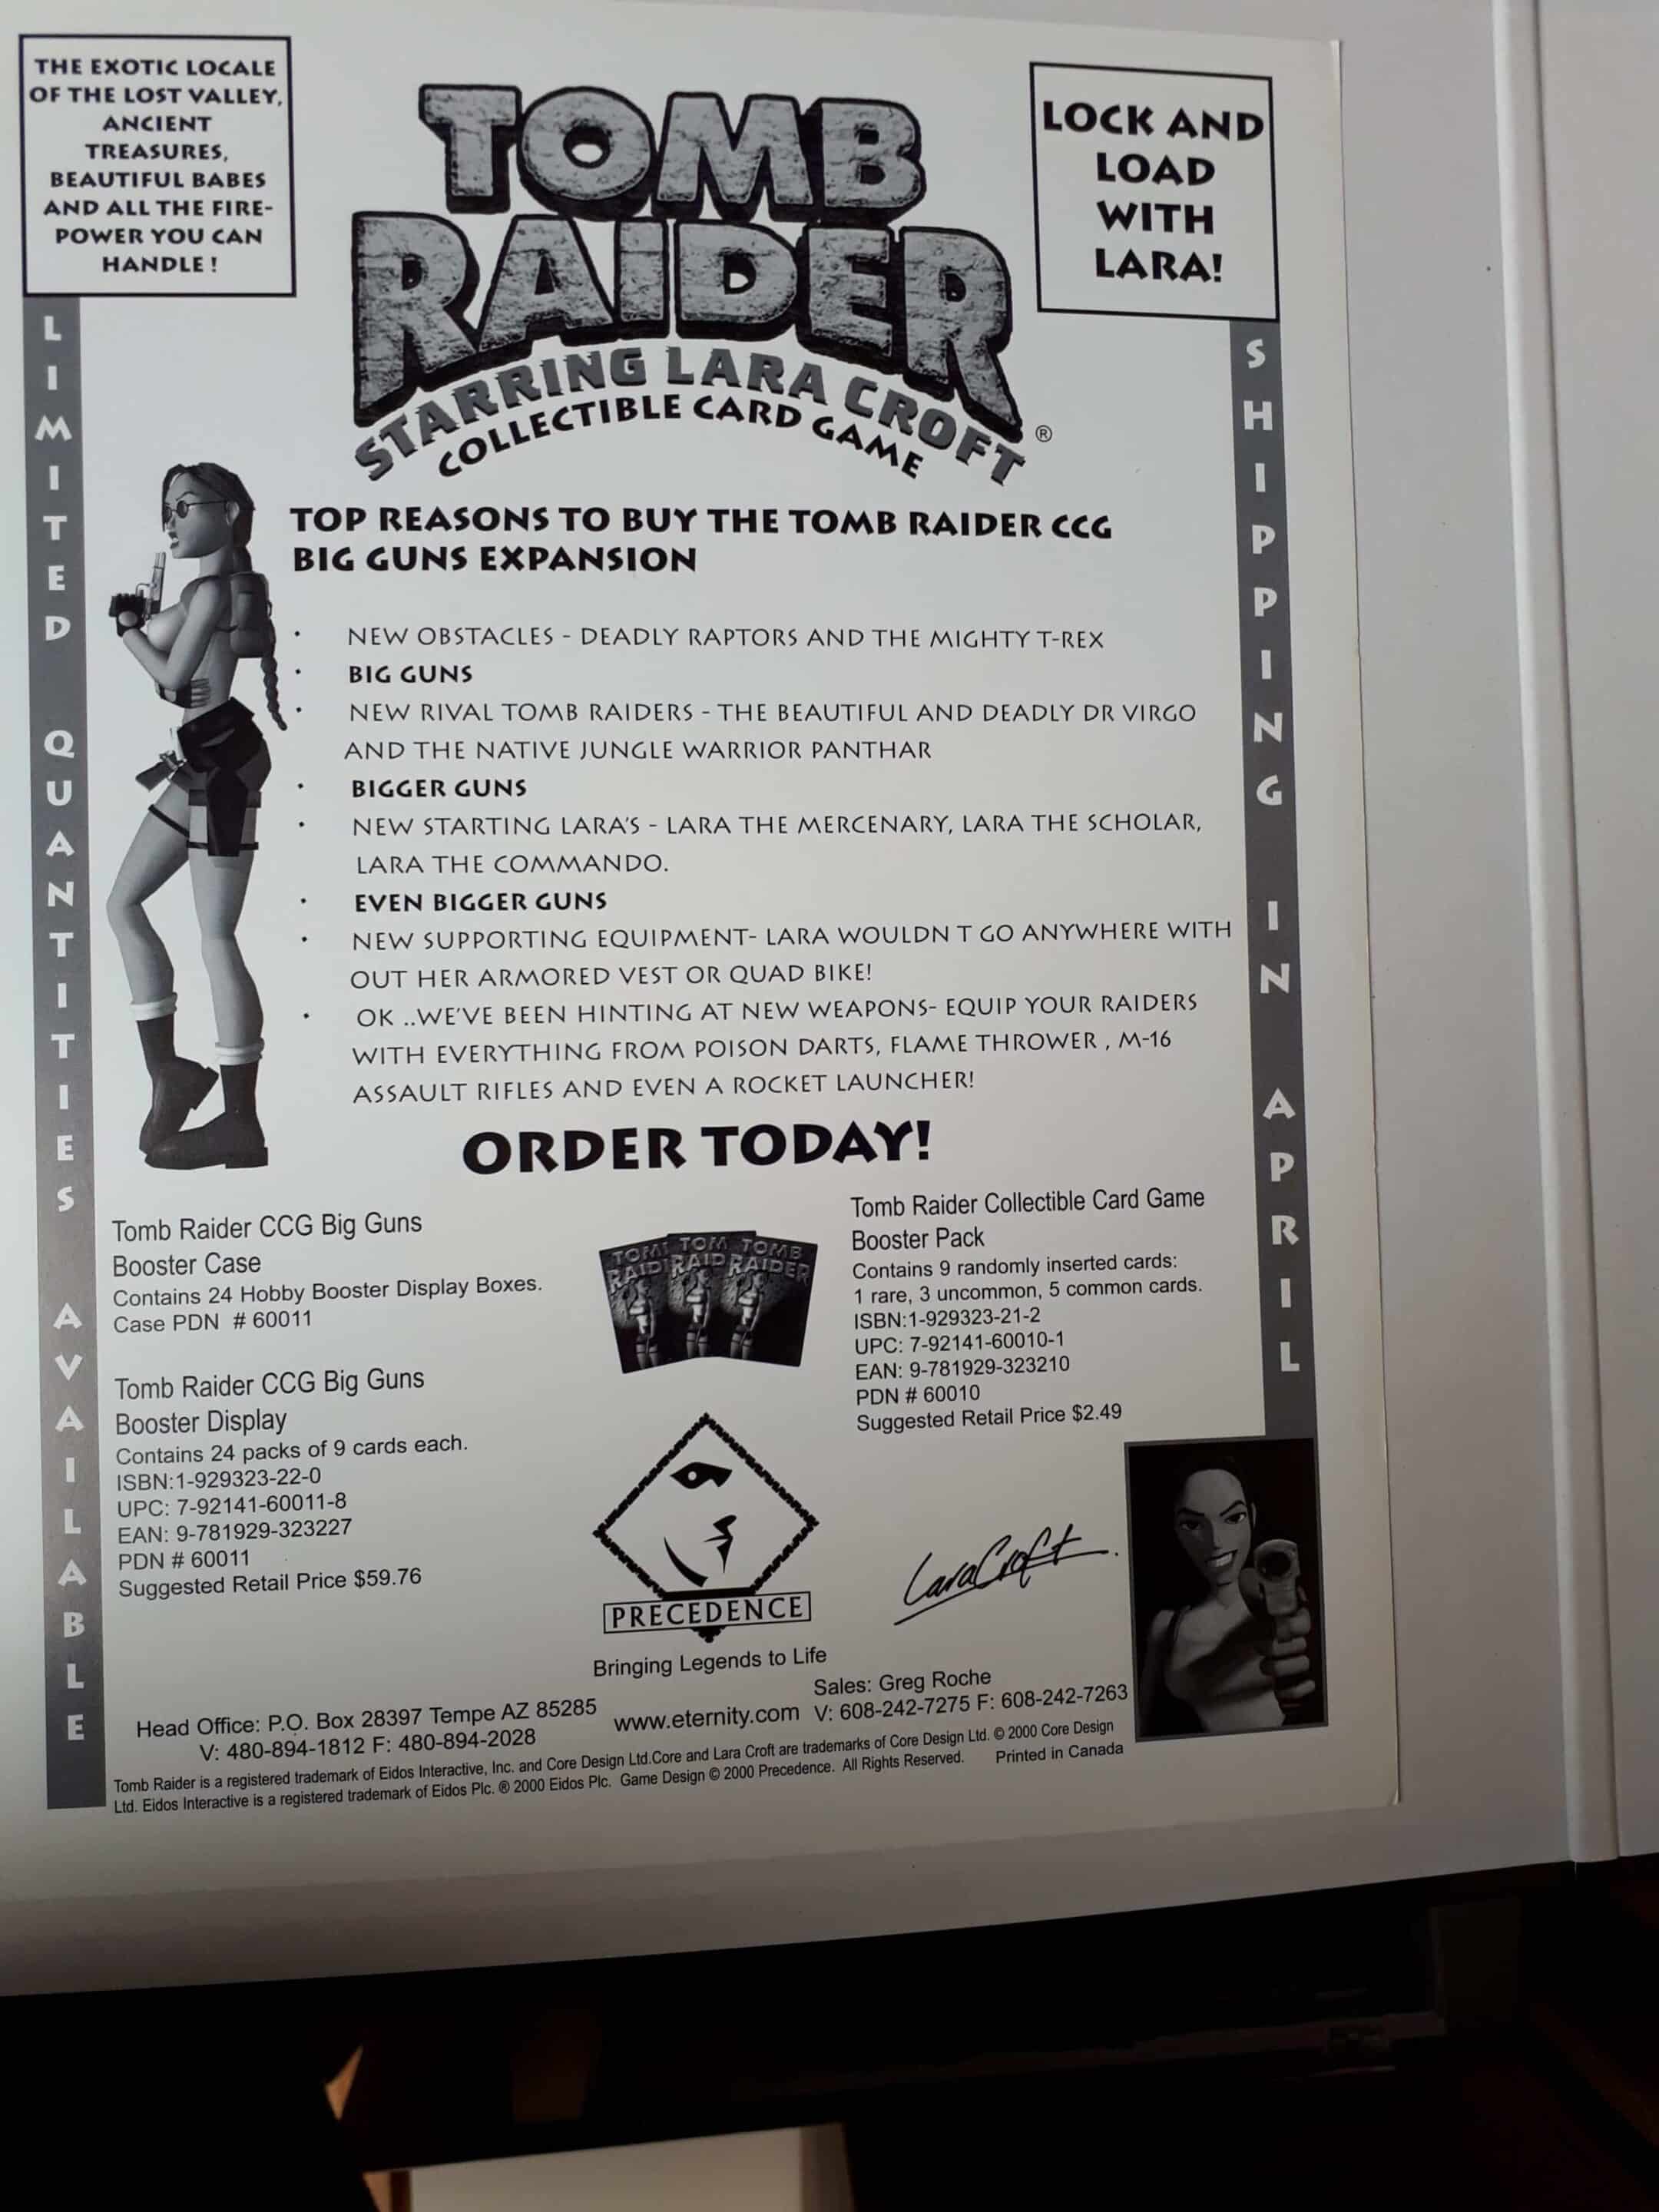 THE EXOTIC LOCALE
OF THE LOST VALLEY,
ANCIENT
TREASURES,
BEAUTIFUL BABES
AND ALL THE FIRE-
POWER YOU CAN
HANDLE !
TOMB
RAIDER
STARRING LARA CROFT
COLLECTIBLE CARD GAME
®
LOCK AND
LOAD
WITH
LARA!
LIMITED QUANTITIES AVAILABLE
SHIPPING IN APRIL
TOP REASONS TO BUY THE TOMB RAIDER CCG
BIG GUNS EXPANSION
• NEW OBSTACLES - DEADLY RAPTORS AND THE MIGHTY T-REX
• BIG GUNS
• NEW RIVAL TOMB RAIDERS - THE BEAUTIFUL AND DEADLY DR VIRGO
AND THE NATIVE JUNGLE WARRIOR PANTHAR
• BIGGER GUNS
• NEW STARTING LARA'S - LARA THE MERCENARY, LARA THE SCHOLAR,
LARA THE COMMANDO.
• EVEN BIGGER GUNS
• NEW SUPPORTING EQUIPMENT- LARA WOULDN T GO ANYWHERE WITH
OUT HER ARMORED VEST OR QUAD BIKE!
• OK ..WE'VE BEEN HINTING AT NEW WEAPONS- EQUIP YOUR RAIDERS
WITH EVERYTHING FROM POISON DARTS, FLAME THROWER , M-16
ASSAULT RIFLES AND EVEN A ROCKET LAUNCHER!
ORDER TODAY!
Tomb Raider CCG Big Guns
Booster Case
Contains 24 Hobby Booster Display Boxes.
Case PDN # 60011
Tomb Raider CCG Big Guns
Booster Display
Contains 24 packs of 9 cards each.
ISBN:1-929323-22-0
UPC: 7-92141-60011-8
EAN: 9-781929-323227
PDN # 60011
Suggested Retail Price $59.76
TOM TOM TOMB
RAID RAID RAIDER
Tomb Raider Collectible Card Game
Booster Pack
Contains 9 randomly inserted cards:
1 rare, 3 uncommon, 5 common cards.
ISBN:1-929323-21-2
UPC: 7-92141-60010-1
EAN: 9-781929-323210
PDN # 60010
Suggested Retail Price $2.49
PRECEDENCE
Bringing Legends to Life
Lara Croft
Head Office: P.O. Box 28397 Tempe AZ 85285
V: 480-894-1812 F: 480-894-2028
www.eternity.com
Sales: Greg Roche
V: 608-242-7275 F: 608-242-7263
Tomb Raider is a registered trademark of Eidos Interactive, Inc. and Core Design Ltd.Core and Lara Croft are trademarks of Core Design Ltd. © 2000 Core Design
Ltd. Eidos Interactive is a registered trademark of Eidos Plc. ® 2000 Eidos Plc. Game Design © 2000 Precedence. All Rights Reserved. Printed in Canada